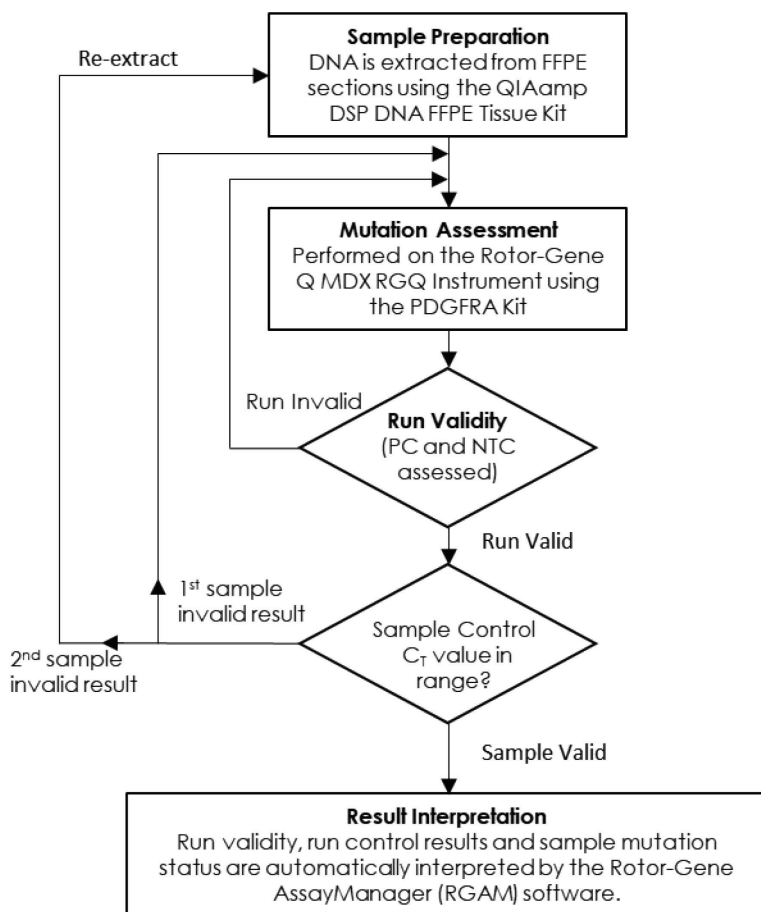 Sample Preparation
DNA is extracted from FFPE
sections using the QIAamp
DSP DNA FFPE Tissue Kit
Re-extract
Mutation Assessment
Performed on the Rotor-Gene
Q MDX RGQ Instrument using
the PDGFRA Kit
Run Invalid
Run Validity
(PC and NTC
assessed)
Run Valid
1st sample
invalid result
2nd sample
invalid result
Sample Control
CT value in
range?
Sample Valid
Result Interpretation
Run validity, run control results and sample mutation
status are automatically interpreted by the Rotor-Gene
AssayManager (RGAM) software.